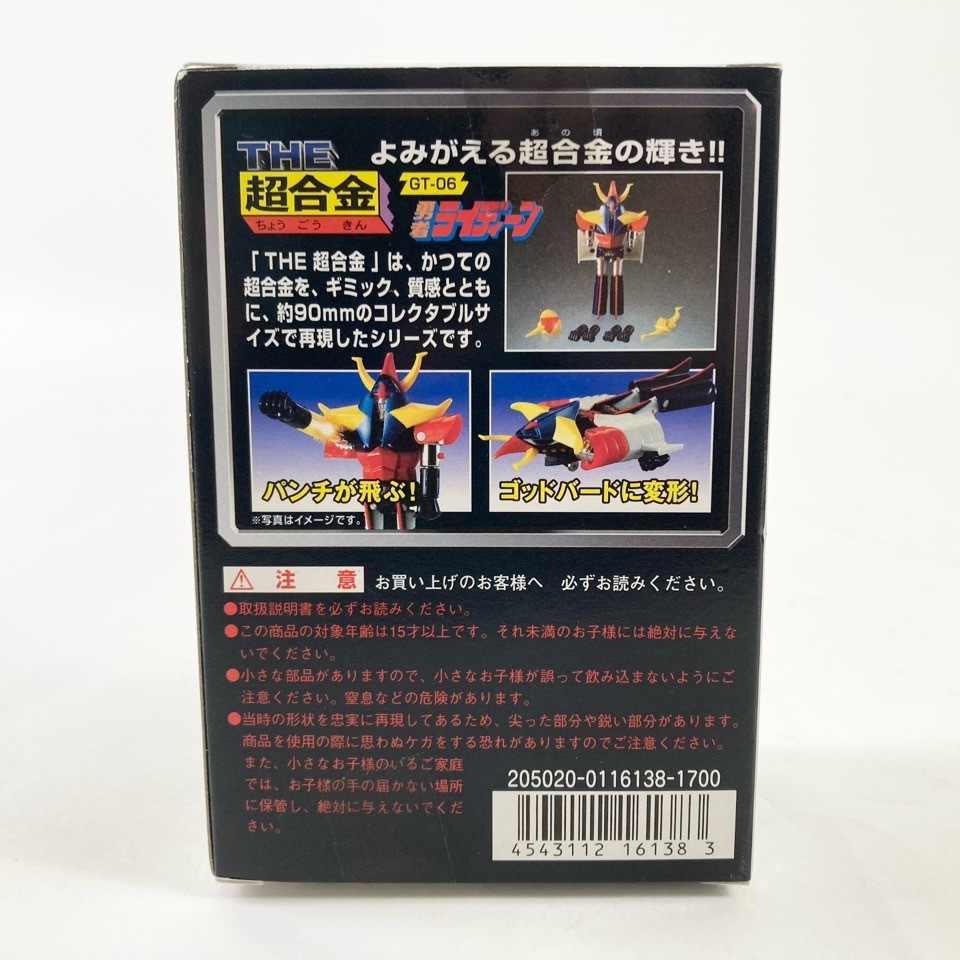 よみがえる超合金の輝き!!
あの頃
THE
超合金
ちょう ごう きん
GT-06
勇者ライディーン
「THE 超合金」は、かつての
超合金を、ギミック、質感ととも
に、約90mmのコレクタブルサ
イズで再現したシリーズです。
パンチが飛ぶ!
ゴッドバードに変形!
※写真はイメージです。
注 意 お買い上げのお客様へ 必ずお読みください。
●取扱説明書を必ずお読みください。
●この商品の対象年齢は15才以上です。それ未満のお子様には絶対に与えな
いでください。
●小さな部品がありますので、小さなお子様が誤って飲み込まないようにご
注意ください。窒息などの危険があります。
●当時の形状を忠実に再現してあるため、尖った部分や鋭い部分があります。
商品を使用の際に思わぬケガをする恐れがありますのでご注意ください。
また、小さなお子様のいるご家庭
では、お子様の手の届かない場所
に保管し、絶対に与えないでくだ
さい。
205020-0116138-1700
4543112 16138 3